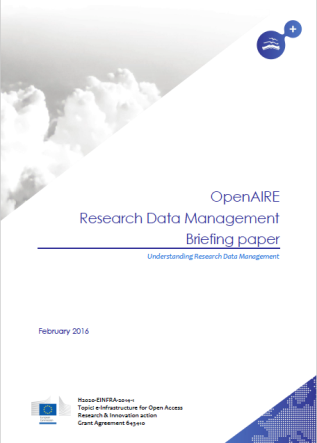 OpenAIRE
Research Data Management
Briefing paper
Understanding Research Data Management
February 2016
H2020-EINFRA-2014-1
Topic: e-Infrastructure for Open Access
Research & Innovation action
Grant Agreement 643410